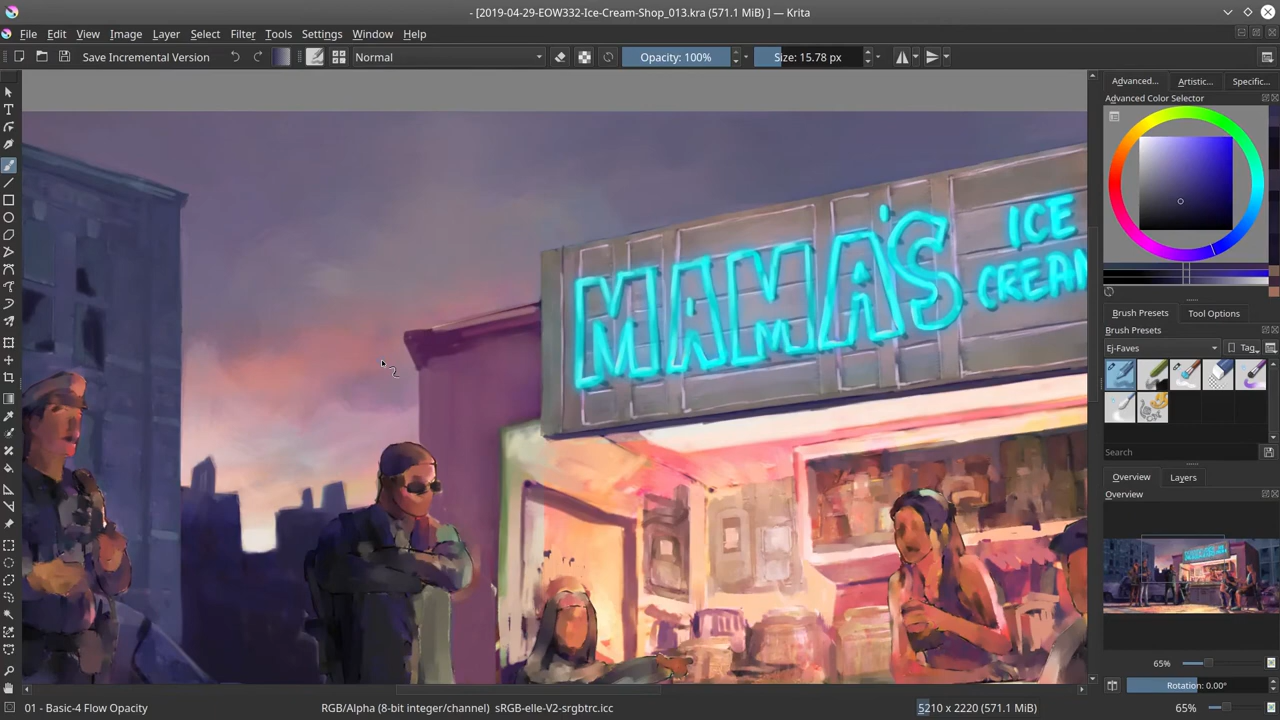 - [2019-04-29-EOW332-Ice-Cream-Shop_013.kra (571.1 MiB) ] — Krita
File Edit View Image Layer Select Filter Tools Settings Window Help
Save Incremental Version Normal Opacity: 100% Size: 15.78 px
Advanced... Artistic... Specific...
Advanced Color Selector
MAMA'S
ICE
CREAM
Brush Presets Tool Options
Brush Presets
Ej-Faves Tag
Search
Overview Layers
Overview
65%
Rotation: 0.00°
01 - Basic-4 Flow Opacity RGB/Alpha (8-bit integer/channel) sRGB-elle-V2-srgbtrc.icc 5210 x 2220 (571.1 MiB) 65%